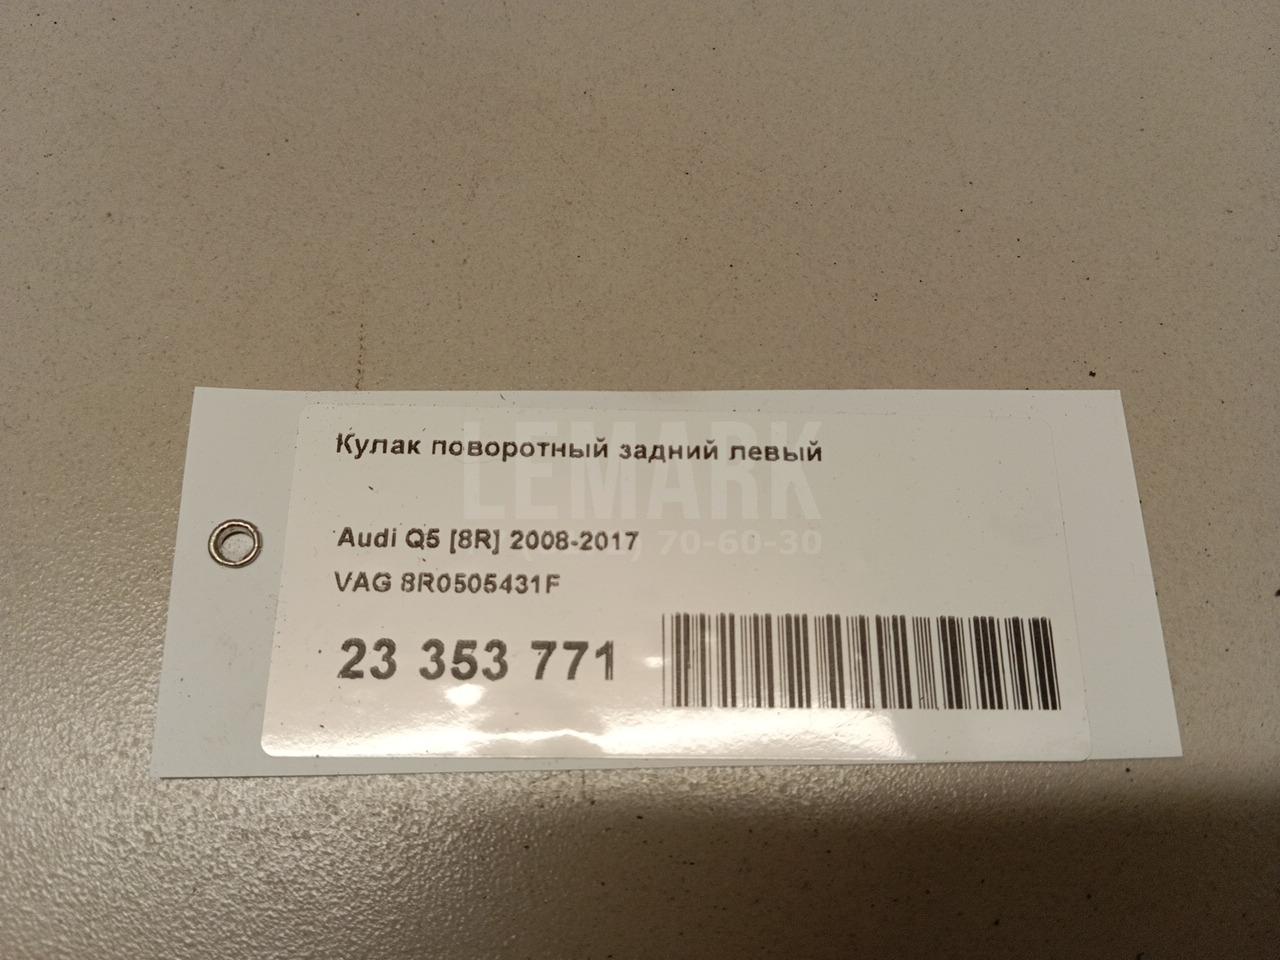 Кулак поворотный задний левый
LEMARK
Audi Q5 [8R] 2008-2017
70-60-30
VAG 8R0505431F
23 353 771